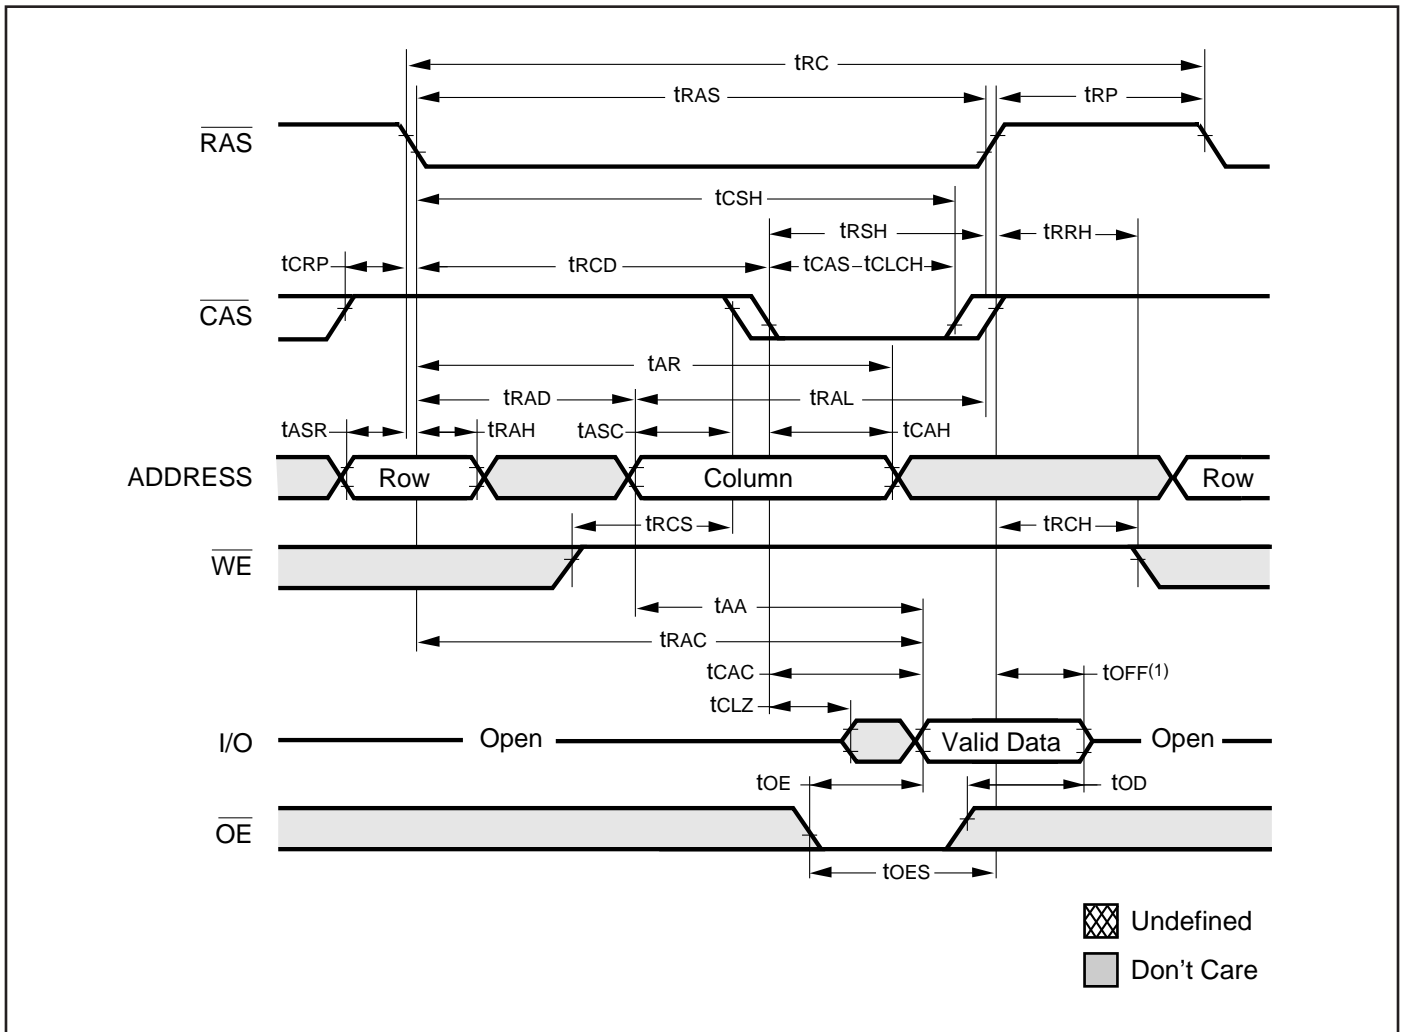 tRC
tRAS
tRP
RAS
tCSH
tRSH
tRRH
tCRP
tRCD
tCAS
tCLCH
CAS
tAR
tRAD
tRAL
tASR
tRAH
tASC
tCAH
ADDRESS
Row
Column
Row
tRCS
tRCH
WE
tAA
tRAC
tCAC
tOFF(1)
tCLZ
I/O
Open
Valid Data
Open
tOE
tOD
OE
tOES
Undefined
Don't Care